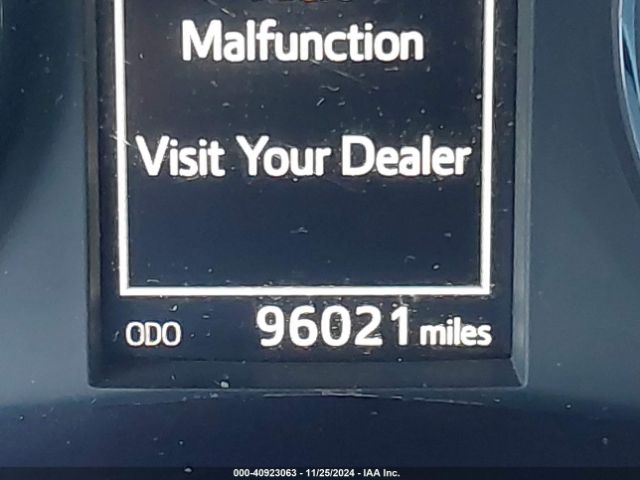 Malfunction
Visit Your Dealer
ODO 96021 miles
000-40923063 - 11/25/2024 - IAA Inc.